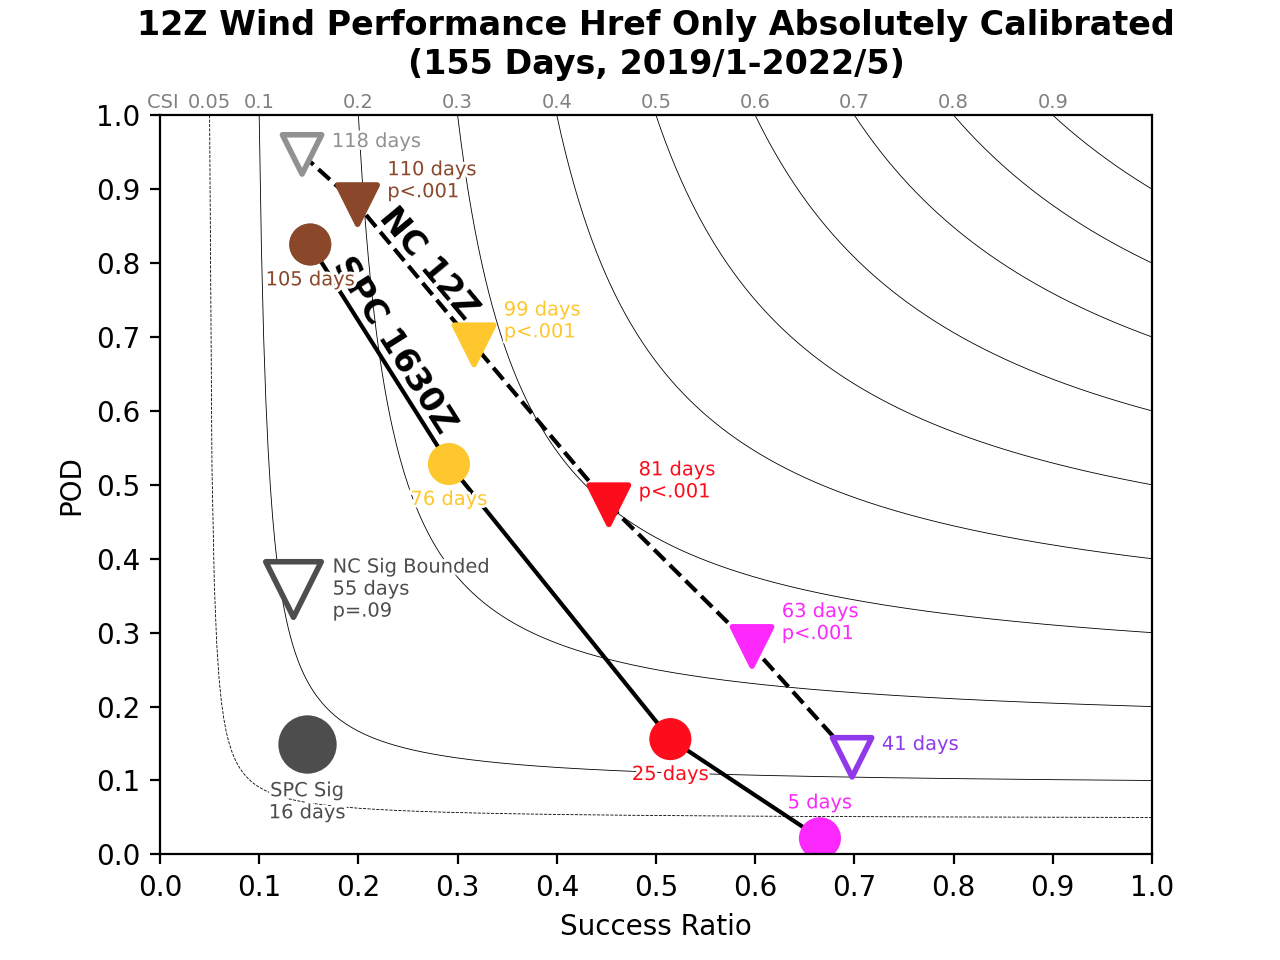 12Z Wind Performance Href Only Absolutely Calibrated
(155 Days, 2019/1-2022/5)
CSI 0.05 0.1 0.2 0.3 0.4 0.5 0.6 0.7 0.8 0.9
1.0
118 days
110 days
p<.001
0.9
NC 12Z
0.8
105 days
SPC 1630Z
99 days
p<.001
0.7
0.6
81 days
p<.001
0.5
76 days
0.4
NC Sig Bounded
55 days
p=.09
63 days
p<.001
0.3
0.2
41 days
25 days
0.1
SPC Sig
16 days
5 days
0.0
POD
0.0 0.1 0.2 0.3 0.4 0.5 0.6 0.7 0.8 0.9 1.0
Success Ratio